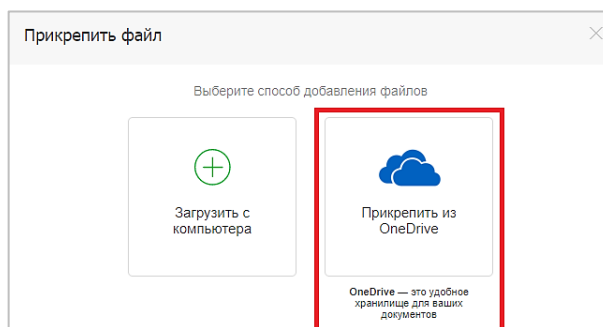 Прикрепить файл
Выберите способ добавления файлов
Загрузить с
компьютера
Прикрепить из
OneDrive
OneDrive — это удобное
хранилище для ваших
документов